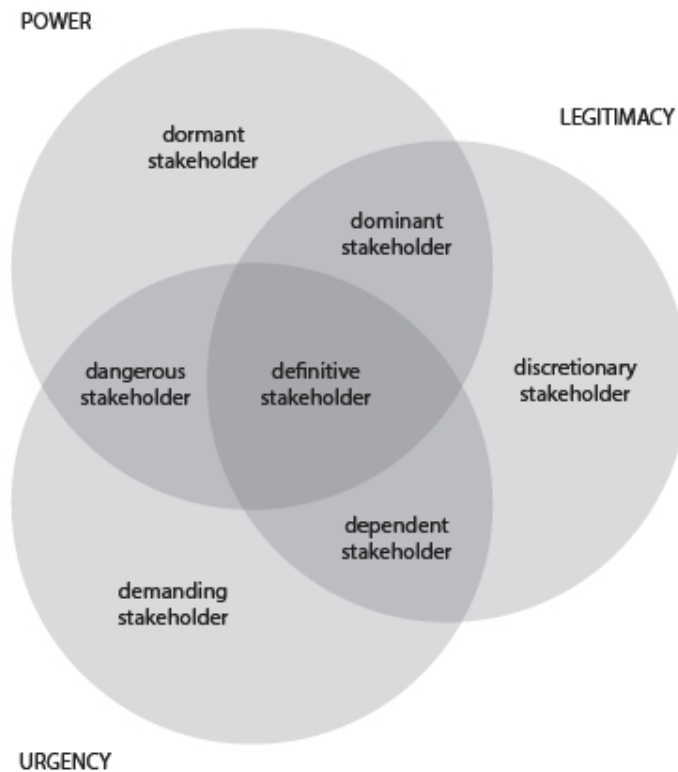 POWER
dormant
stakeholder
LEGITIMACY
dominant
stakeholder
dangerous
stakeholder
definitive
stakeholder
discretionary
stakeholder
dependent
stakeholder
demanding
stakeholder
URGENCY